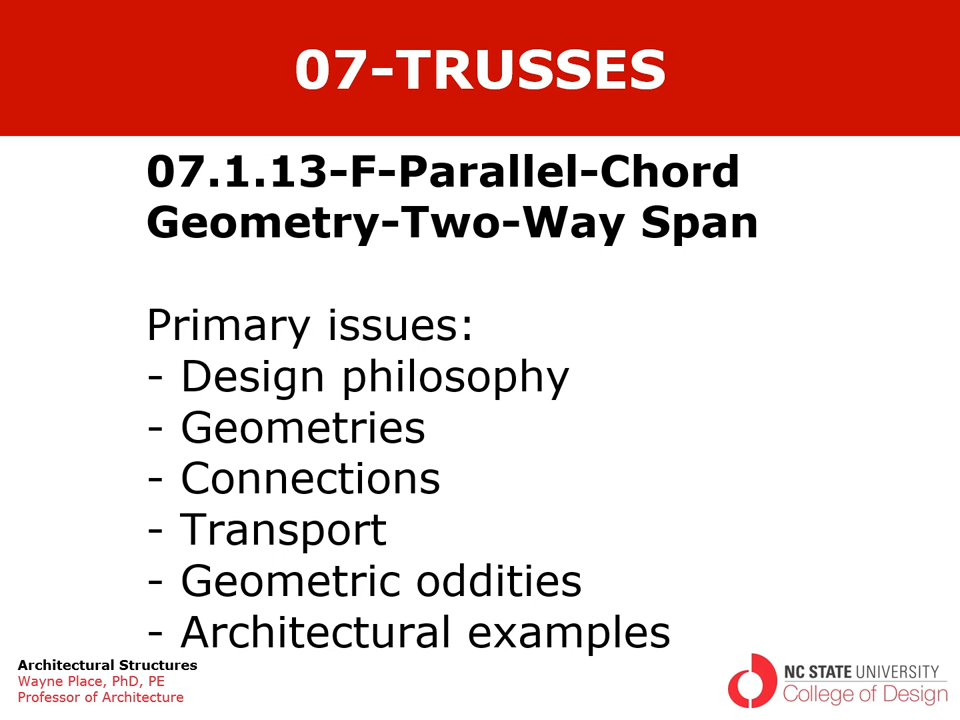 07-TRUSSES
07.1.13-F-Parallel-Chord
Geometry-Two-Way Span
Primary issues:
- Design philosophy
- Geometries
- Connections
- Transport
- Geometric oddities
- Architectural examples
Architectural Structures
Wayne Place, PhD, PE
Professor of Architecture
NC STATE UNIVERSITY
College of Design